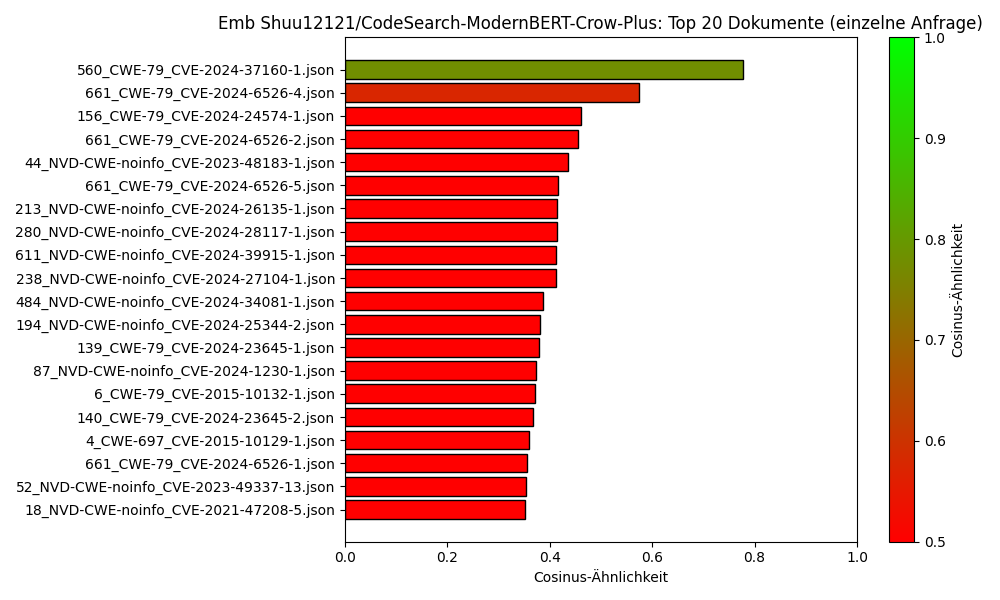 Emb Shuu12121/CodeSearch-ModernBERT-Crow-Plus: Top 20 Dokumente (einzelne Anfrage)
560_CWE-79_CVE-2024-37160-1.json
661_CWE-79_CVE-2024-6526-4.json
156_CWE-79_CVE-2024-24574-1.json
661_CWE-79_CVE-2024-6526-2.json
44_NVD-CWE-noinfo_CVE-2023-48183-1.json
661_CWE-79_CVE-2024-6526-5.json
213_NVD-CWE-noinfo_CVE-2024-26135-1.json
280_NVD-CWE-noinfo_CVE-2024-28117-1.json
611_NVD-CWE-noinfo_CVE-2024-39915-1.json
238_NVD-CWE-noinfo_CVE-2024-27104-1.json
484_NVD-CWE-noinfo_CVE-2024-34081-1.json
194_NVD-CWE-noinfo_CVE-2024-25344-2.json
139_CWE-79_CVE-2024-23645-1.json
87_NVD-CWE-noinfo_CVE-2024-1230-1.json
6_CWE-79_CVE-2015-10132-1.json
140_CWE-79_CVE-2024-23645-2.json
4_CWE-697_CVE-2015-10129-1.json
661_CWE-79_CVE-2024-6526-1.json
52_NVD-CWE-noinfo_CVE-2023-49337-13.json
18_NVD-CWE-noinfo_CVE-2021-47208-5.json
0.0 0.2 0.4 0.6 0.8 1.0
Cosinus-Ähnlichkeit
1.0
0.9
0.8
0.7
0.6
0.5
Cosinus-Ähnlichkeit